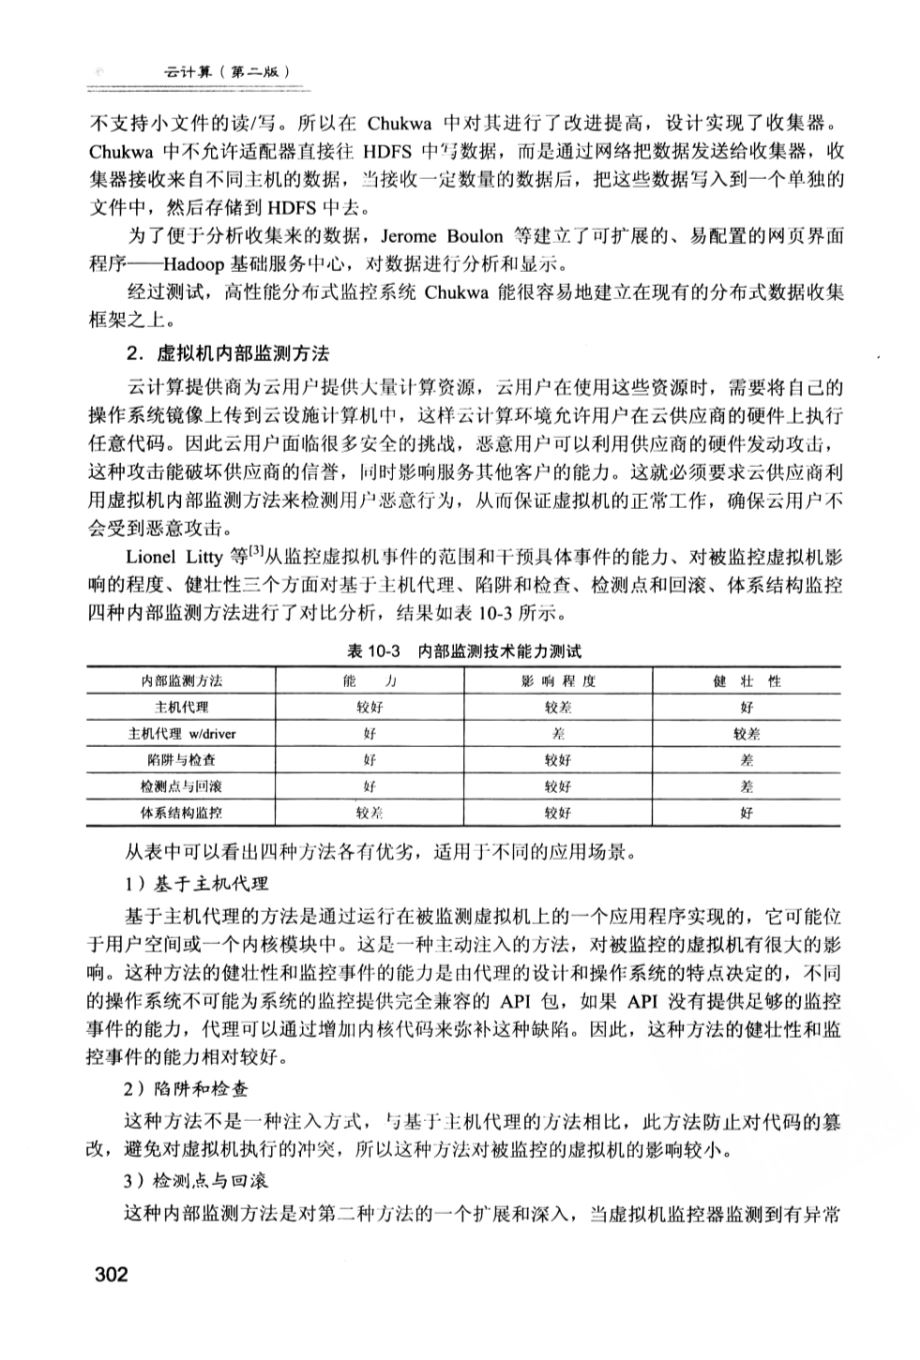 云计算（第二版）
不支持小文件的读/写。所以在 Chukwa 中对其进行了改进提高，设计实现了收集器。
Chukwa 中不允许适配器直接往 HDFS 中写数据，而是通过网络把数据发送给收集器，收
集器接收来自不同主机的数据，当接收一定数量的数据后，把这些数据写入到一个单独的
文件中，然后存储到 HDFS 中去。
为了便于分析收集来的数据，Jerome Boulon 等建立了可扩展的、易配置的网页界面
程序——Hadoop 基础服务中心，对数据进行分析和显示。
经过测试，高性能分布式监控系统 Chukwa 能很容易地建立在现有的分布式数据收集
框架之上。
2．虚拟机内部监测方法
云计算提供商为云用户提供大量计算资源，云用户在使用这些资源时，需要将自己的
操作系统镜像上传到云设施计算机中，这样云计算环境允许用户在云供应商的硬件上执行
任意代码。因此云用户面临很多安全的挑战，恶意用户可以利用供应商的硬件发动攻击，
这种攻击能破坏供应商的信誉，同时影响服务其他客户的能力。这就必须要求云供应商利
用虚拟机内部监测方法来检测用户恶意行为，从而保证虚拟机的正常工作，确保云用户不
会受到恶意攻击。
Lionel Litty 等[3]从监控虚拟机事件的范围和干预具体事件的能力、对被监控虚拟机影
响的程度、健壮性三个方面对基于主机代理、陷阱和检查、检测点和回滚、体系结构监控
四种内部监测方法进行了对比分析，结果如表 10-3 所示。
表 10-3 内部监测技术能力测试
内部监测方法 能 力 影响程度 健壮性
主机代理 较好 较差 好
主机代理 w/driver 好 差 较差
陷阱与检查 好 较好 差
检测点与回滚 好 较好 差
体系结构监控 较差 较好 好
从表中可以看出四种方法各有优劣，适用于不同的应用场景。
1）基于主机代理
基于主机代理的方法是通过运行在被监测虚拟机上的一个应用程序实现的，它可能位
于用户空间或一个内核模块中。这是一种主动注入的方法，对被监控的虚拟机有很大的影
响。这种方法的健壮性和监控事件的能力是由代理的设计和操作系统的特点决定的，不同
的操作系统不可能为系统的监控提供完全兼容的 API 包，如果 API 没有提供足够的监控
事件的能力，代理可以通过增加内核代码来弥补这种缺陷。因此，这种方法的健壮性和监
控事件的能力相对较好。
2）陷阱和检查
这种方法不是一种注入方式，与基于主机代理的方法相比，此方法防止对代码的篡
改，避免对虚拟机执行的冲突，所以这种方法对被监控的虚拟机的影响较小。
3）检测点与回滚
这种内部监测方法是对第二种方法的一个扩展和深入，当虚拟机监控器监测到有异常
302